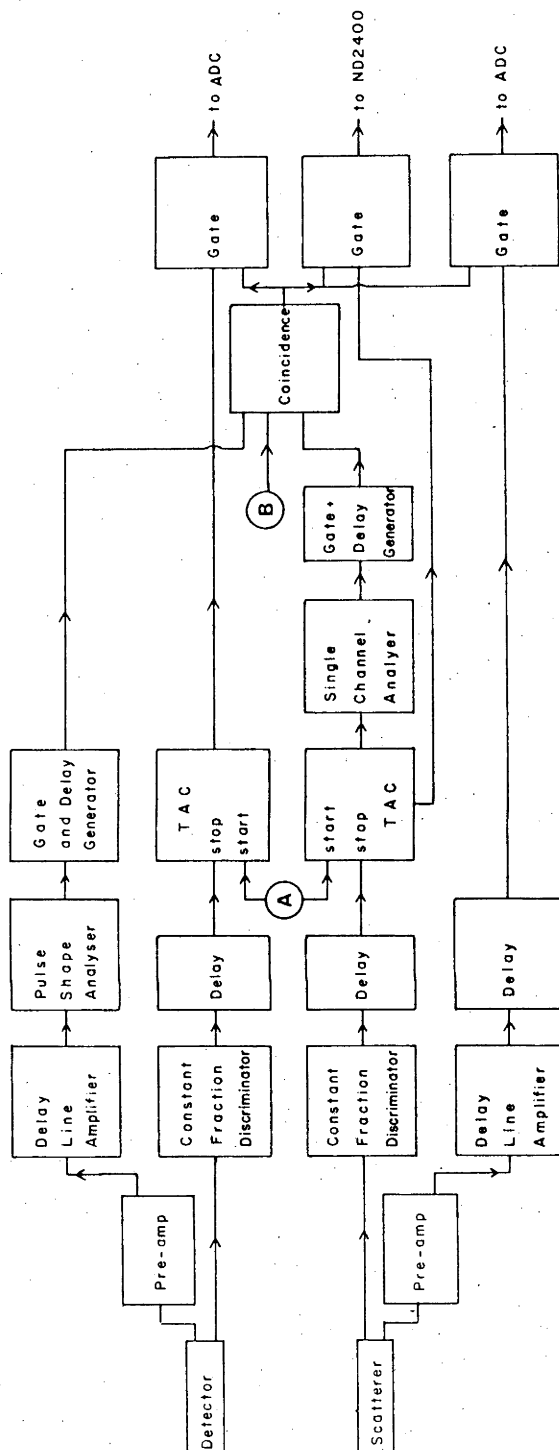 Detector
Pre-amp
Delay
Line
Amplifier
Pulse
Shape
Analyser
Gate
and Delay
Generator
Constant
Fraction
Discriminator
Delay
TAC
stop
start
A
B
Coincidence
Gate
to ADC
Gate
to ND2400
Gate
to ADC
Scatterer
Constant
Fraction
Discriminator
Delay
start
stop
TAC
Single
Channel
Analyser
Gate +
Delay
Generator
Pre-amp
Delay
Line
Amplifier
Delay